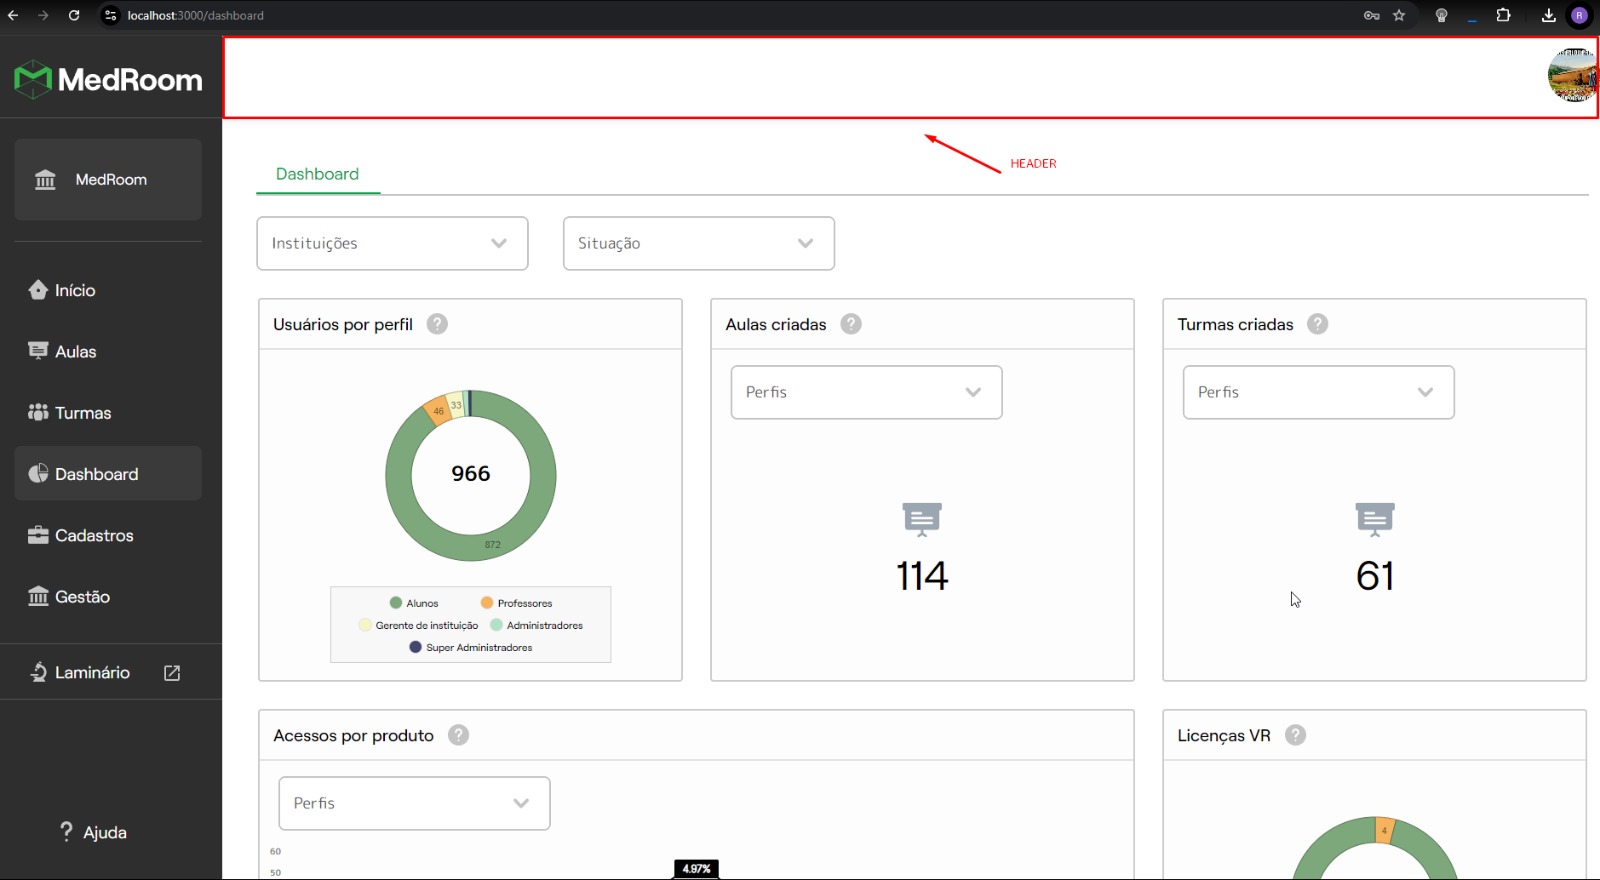 localhost:3000/dashboard
R
MedRoom
HEADER
MedRoom
Início
Aulas
Turmas
Dashboard
Cadastros
Gestão
Laminário
? Ajuda
Dashboard
Instituições
Situação
Usuários por perfil ?
46
33
966
872
Alunos
Professores
Gerente de instituição
Administradores
Super Administradores
Aulas criadas ?
Perfis
114
Turmas criadas ?
Perfis
61
Acessos por produto ?
Perfis
60
50
4.97%
Licenças VR ?
4